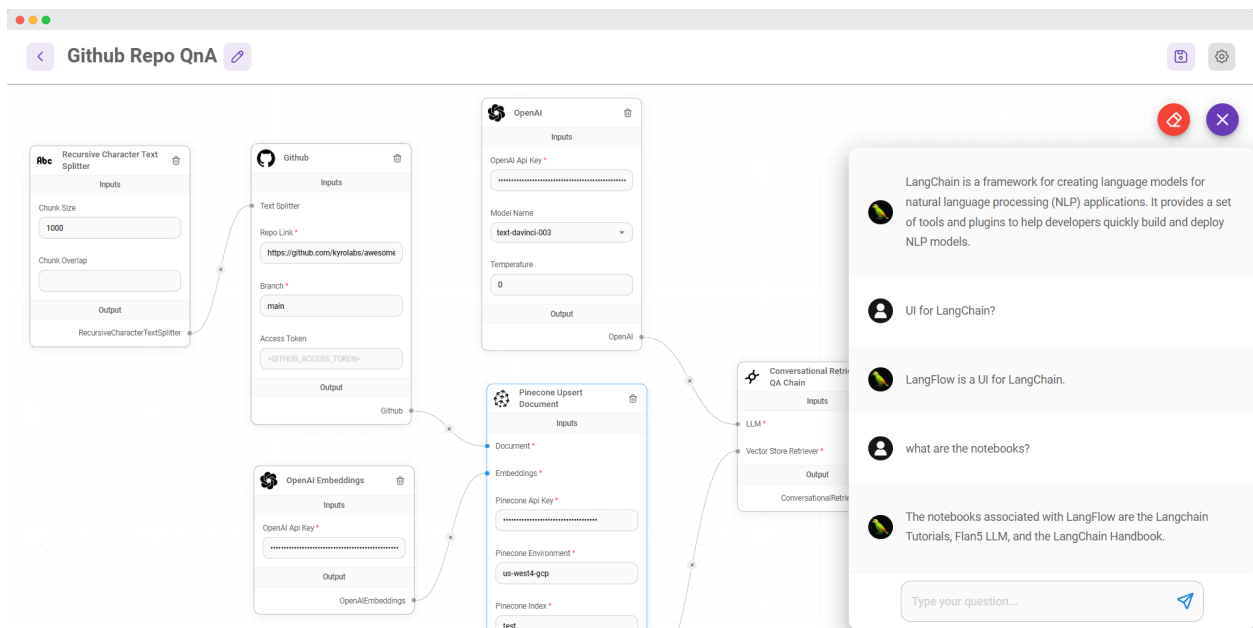 Github Repo QnA
Abc
Recursive Character Text
Splitter
Inputs
Chunk Size
1000
Chunk Overlap
Output
RecursiveCharacterTextSplitter
Github
Inputs
Text Splitter
Repo Link *
https://github.com/kyrolabs/awesome
Branch *
main
Access Token
<GITHUB_ACCESS_TOKEN>
Output
Github
OpenAI Embeddings
Inputs
OpenAI Api Key *
Output
OpenAIEmbeddings
OpenAI
Inputs
OpenAI Api Key *
Model Name
text-davinci-003
Temperature
0
Output
OpenAI
Pinecone Upsert
Document
Inputs
Document *
Embeddings *
Pinecone Api Key *
Pinecone Environment *
us-west4-gcp
Pinecone Index *
test
Conversational Retri
QA Chain
Inputs
LLM *
Vector Store Retriever *
Output
ConversationalRetrie
LangChain is a framework for creating language models for
natural language processing (NLP) applications. It provides a set
of tools and plugins to help developers quickly build and deploy
NLP models.
UI for LangChain?
LangFlow is a UI for LangChain.
what are the notebooks?
The notebooks associated with LangFlow are the Langchain
Tutorials, Flan5 LLM, and the LangChain Handbook.
Type your question...